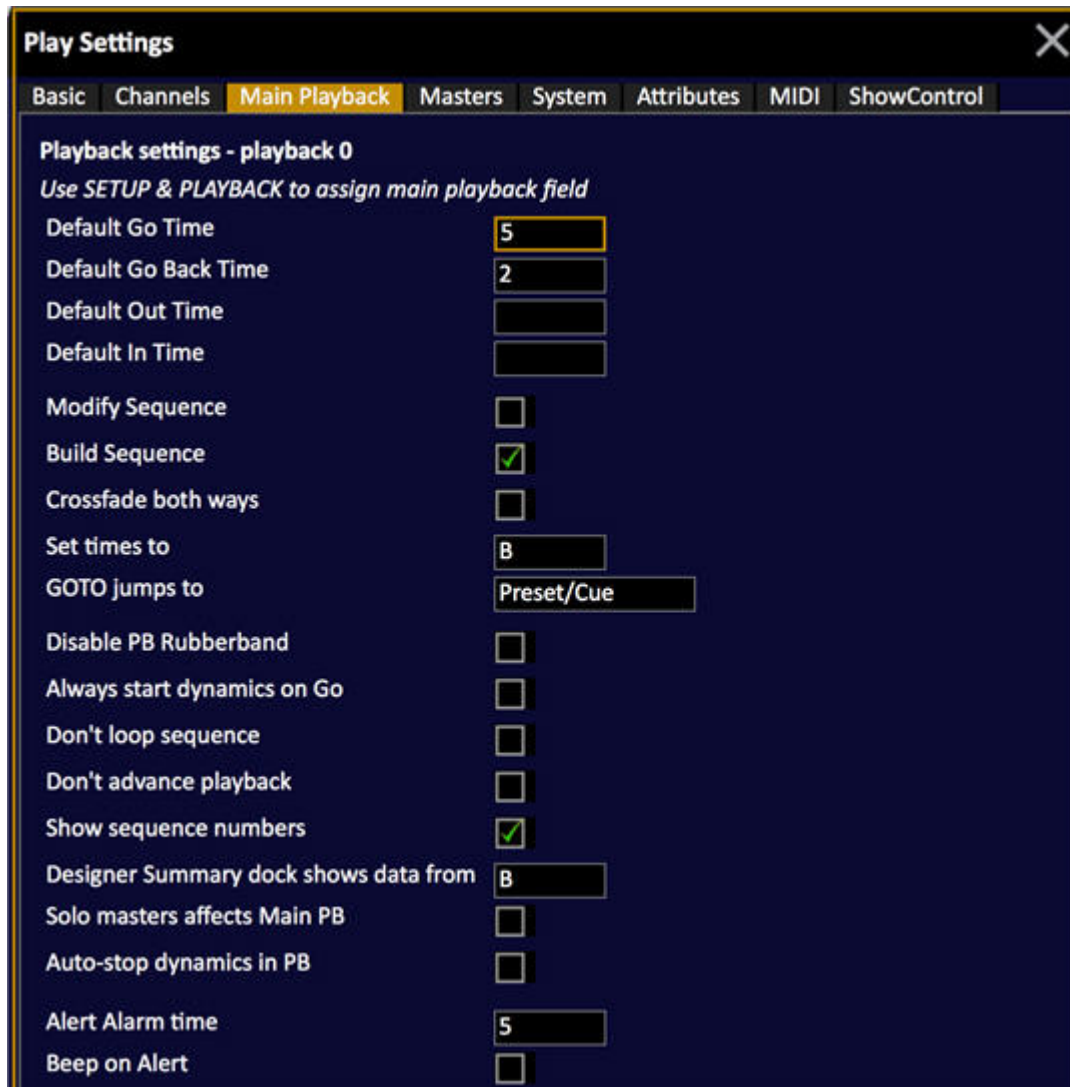 Play Settings
Basic Channels Main Playback Masters System Attributes MIDI ShowControl
Playback settings - playback 0
Use SETUP & PLAYBACK to assign main playback field
Default Go Time 5
Default Go Back Time 2
Default Out Time
Default In Time
Modify Sequence
Build Sequence
Crossfade both ways
Set times to B
GOTO jumps to Preset/Cue
Disable PB Rubberband
Always start dynamics on Go
Don't loop sequence
Don't advance playback
Show sequence numbers
Designer Summary dock shows data from B
Solo masters affects Main PB
Auto-stop dynamics in PB
Alert Alarm time 5
Beep on Alert